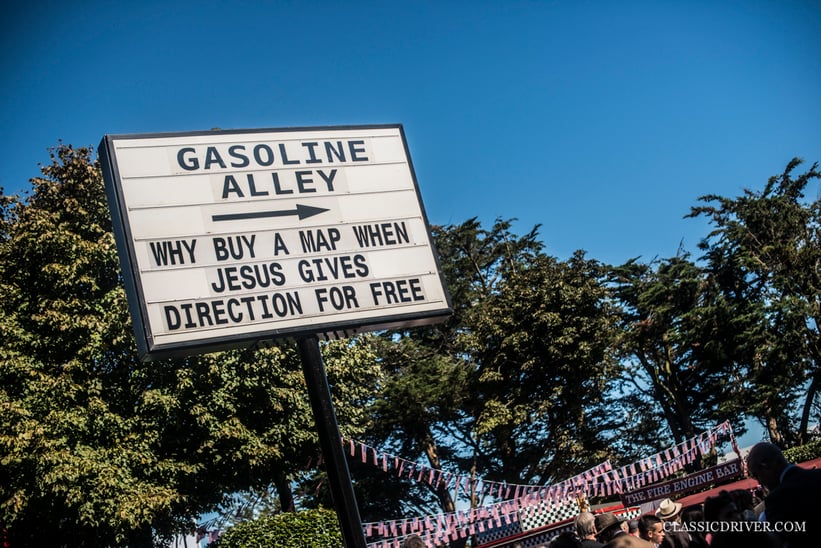 GASOLINE
ALLEY
WHY BUY A MAP WHEN
JESUS GIVES
DIRECTION FOR FREE
THE FIRE ENGINE BAR
CLASSICDRIVER.COM